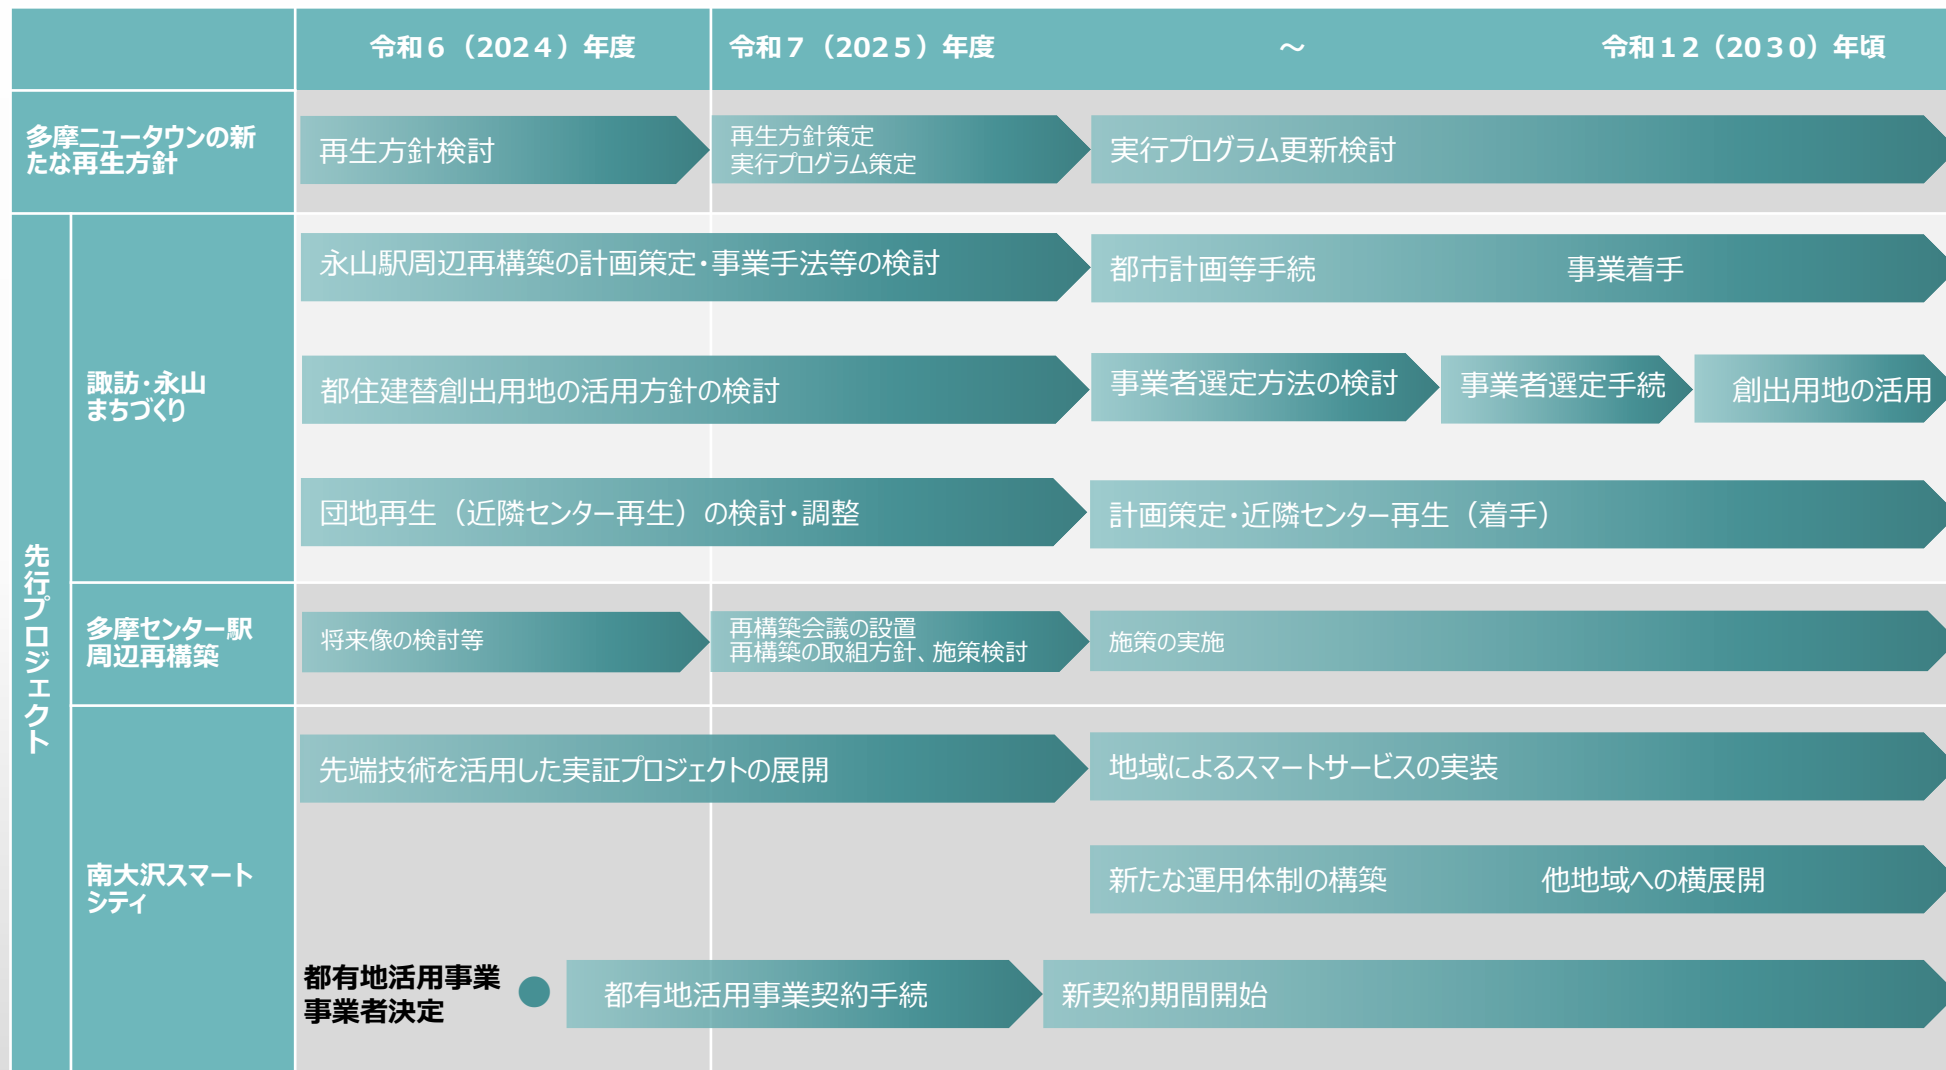 令和６（2024）年度
令和７（2025）年度
～
令和１２（2030）年頃
多摩ニュータウンの新
たな再生方針
再生方針検討
再生方針策定
実行プログラム策定
実行プログラム更新検討
先行プロジェクト
諏訪・永山
まちづくり
永山駅周辺再構築の計画策定・事業手法等の検討
都市計画等手続
事業着手
都住建替創出用地の活用方針の検討
事業者選定方法の検討
事業者選定手続
創出用地の活用
団地再生（近隣センター再生）の検討・調整
計画策定・近隣センター再生（着手）
多摩センター駅
周辺再構築
将来像の検討等
再構築会議の設置
再構築の取組方針、施策検討
施策の実施
南大沢スマート
シティ
先端技術を活用した実証プロジェクトの展開
地域によるスマートサービスの実装
新たな運用体制の構築
他地域への横展開
都有地活用事業
事業者決定
都有地活用事業契約手続
新契約期間開始